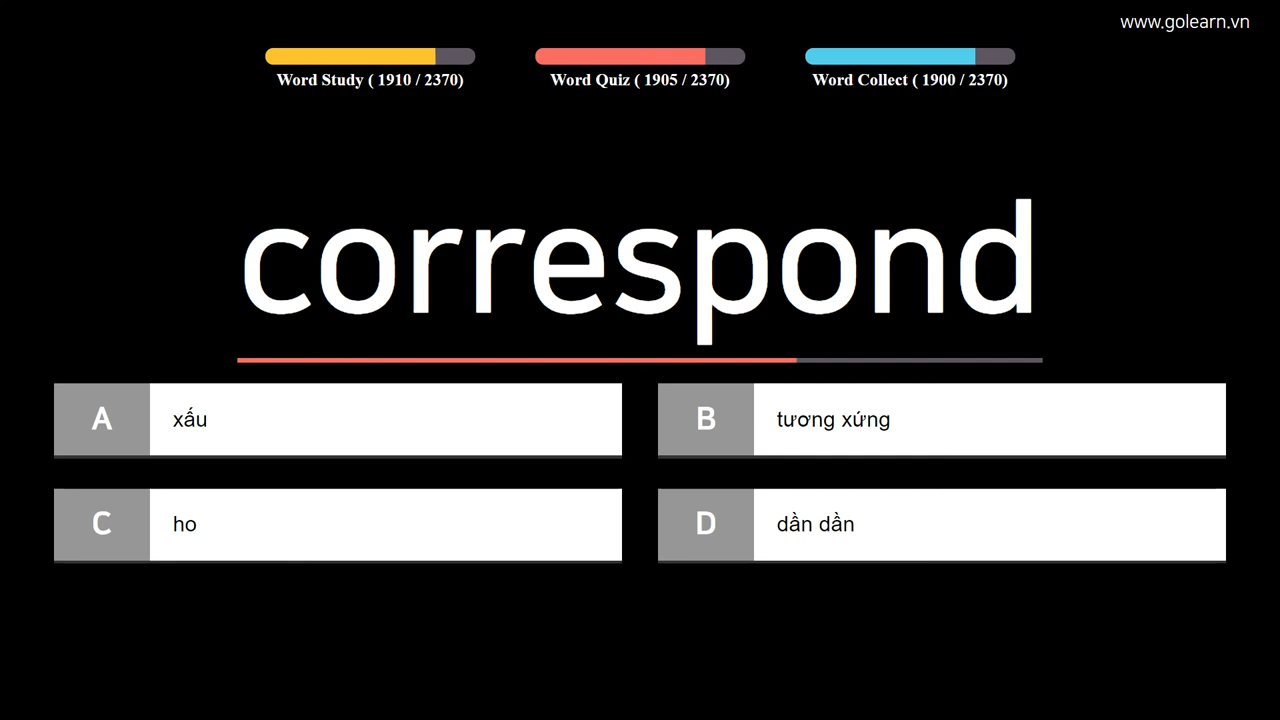 www.golearn.vn
Word Study ( 1910 / 2370)
Word Quiz ( 1905 / 2370)
Word Collect ( 1900 / 2370)
correspond
A xấu
B tương xứng
C ho
D dần dần